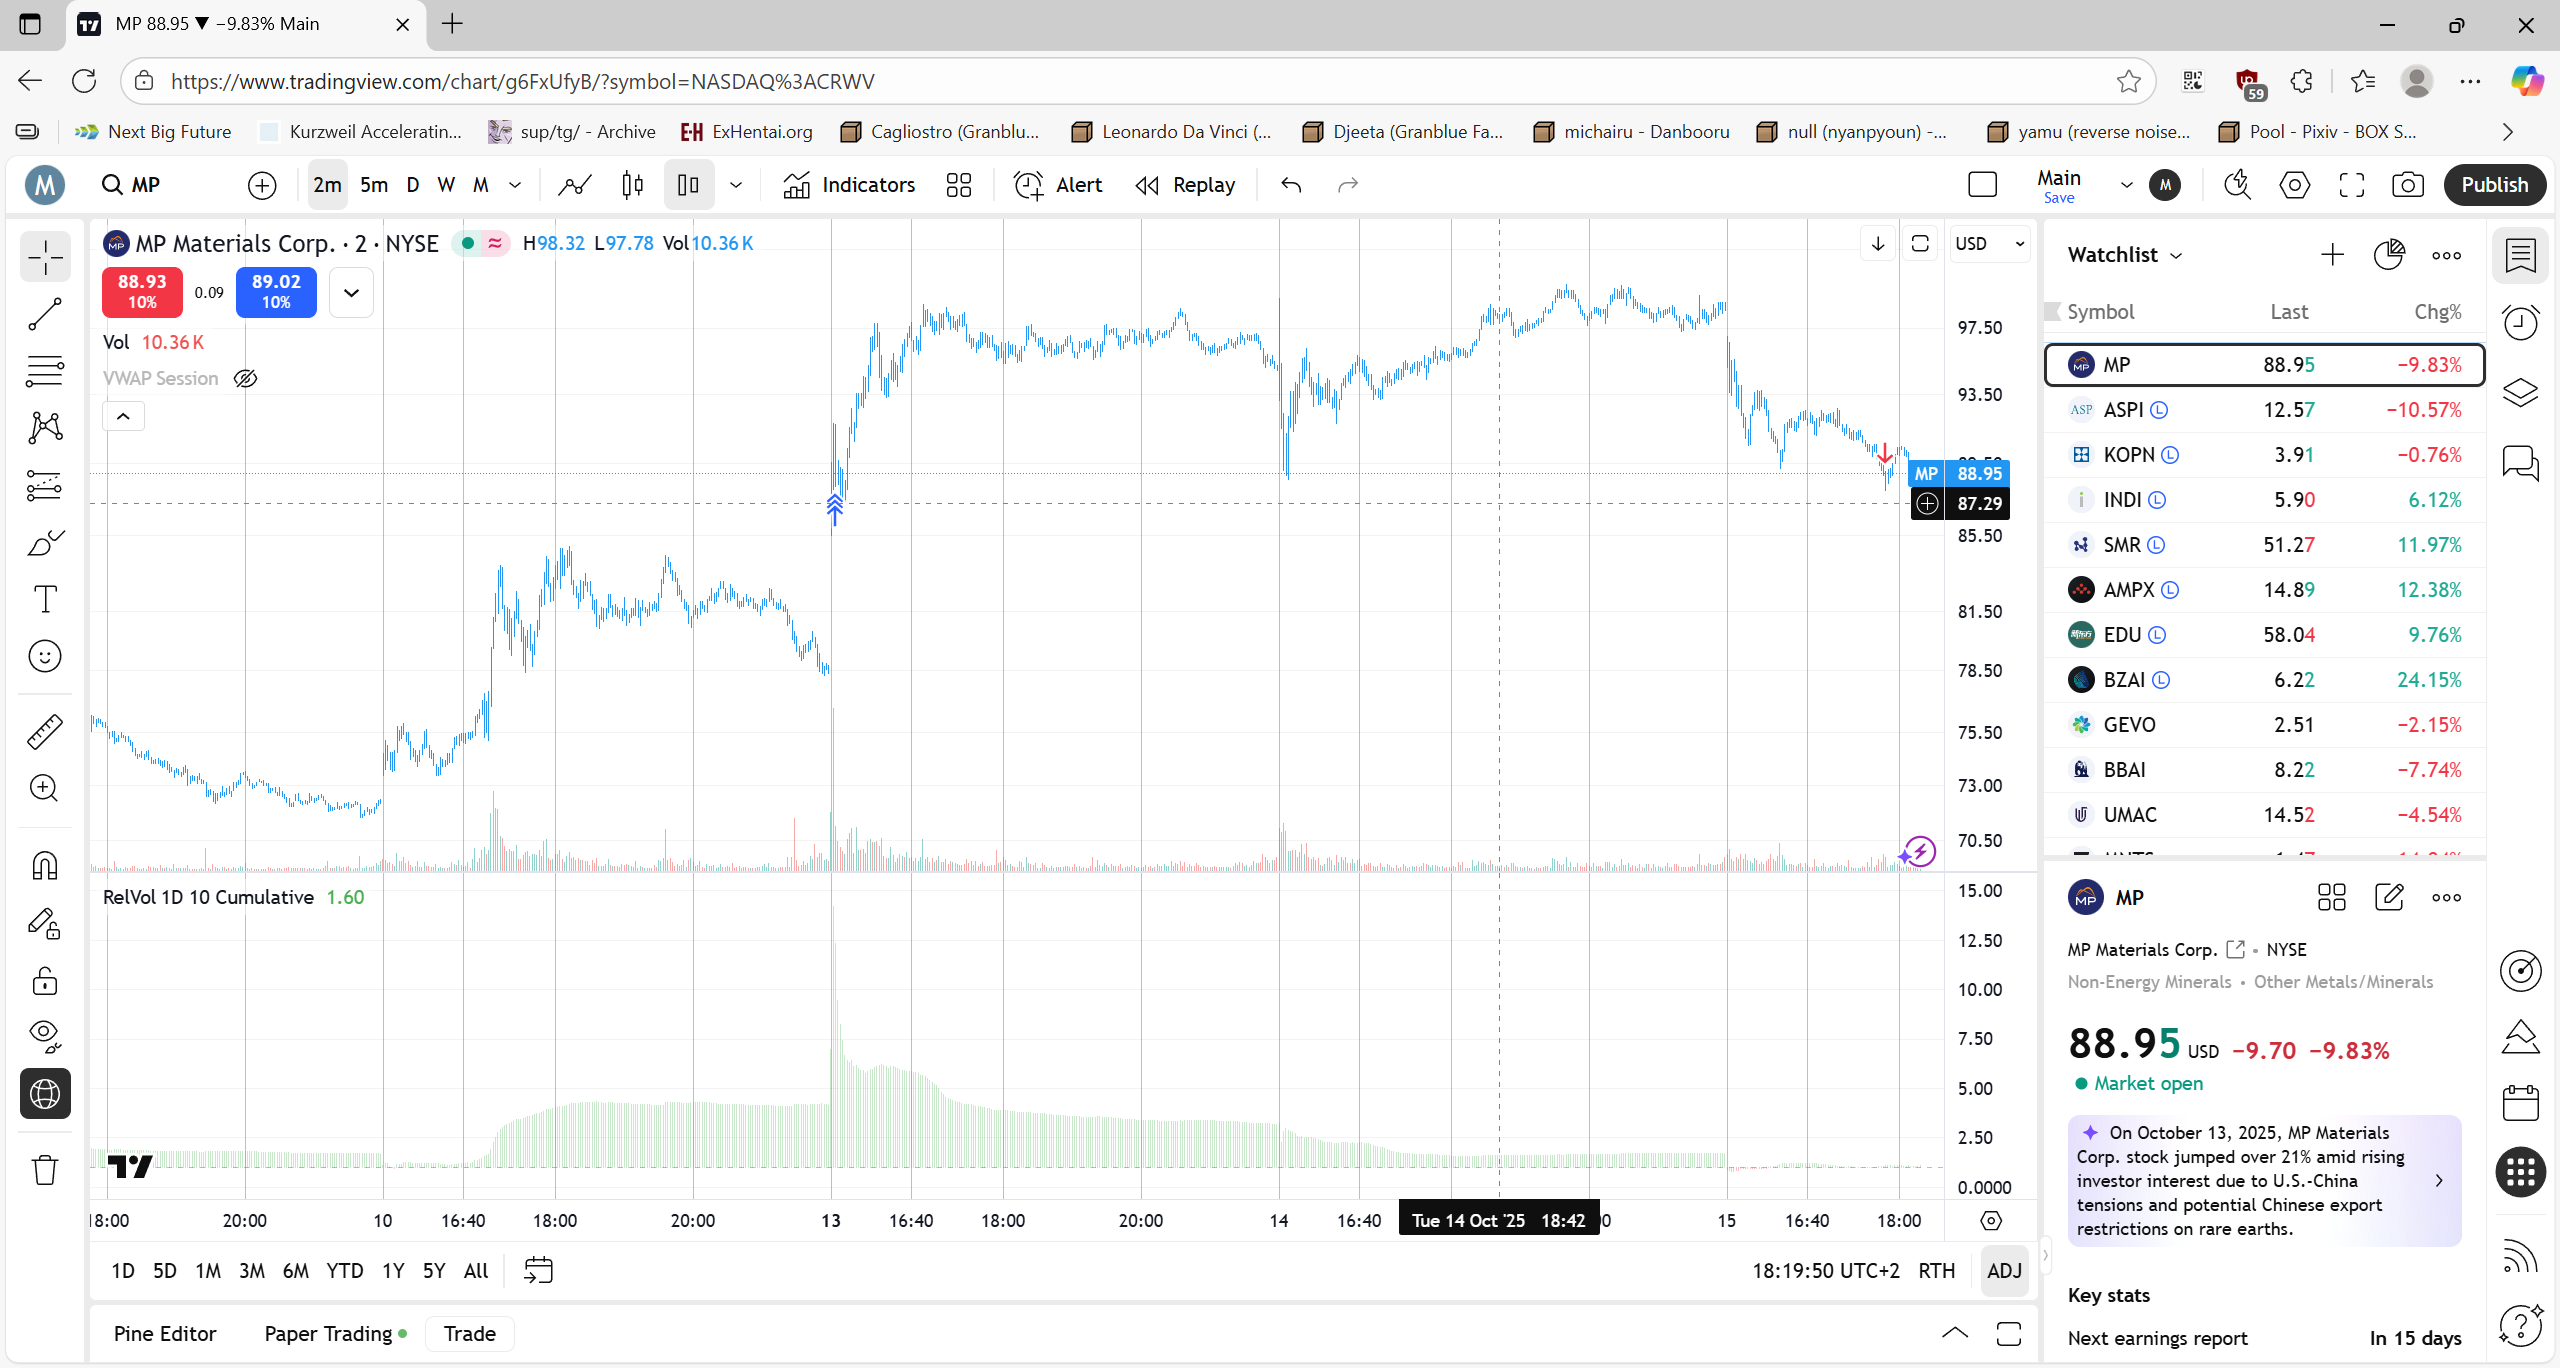 MP 88.95 ▼ −9.83% Main
https://www.tradingview.com/chart/g6FxUfyB/?symbol=NASDAQ%3ACRWV
59
Next Big Future
Kurzweil Acceleratin...
sup/tg/ - Archive
EH ExHentai.org
Cagliostro (Granblu...
Leonardo Da Vinci (...
Djeeta (Granblue Fa...
michairu - Danbooru
null (nyanpyoun) -...
yamu (reverse noise...
Pool - Pixiv - BOX S...
M
MP
2m 5m D W M
Indicators
Alert
Replay
Main
Save
M
Publish
MP Materials Corp. · 2 · NYSE
H98.32 L97.78 Vol10.36 K
USD
88.93
10%
0.09
89.02
10%
Vol 10.36 K
VWAP Session
97.50
93.50
MP 88.95
87.29
85.50
81.50
78.50
75.50
73.00
70.50
RelVol 1D 10 Cumulative 1.60
15.00
12.50
10.00
7.50
5.00
2.50
0.0000
18:00 20:00 10 16:40 18:00 20:00 13 16:40 18:00 20:00 14 16:40 Tue 14 Oct '25 18:42 15 16:40 18:00
1D 5D 1M 3M 6M YTD 1Y 5Y All
18:19:50 UTC+2 RTH ADJ
Pine Editor
Paper Trading
Trade
Watchlist
Symbol Last Chg%
MP 88.95 −9.83%
ASP ASPI L 12.57 −10.57%
KOPN L 3.91 −0.76%
INDI L 5.90 6.12%
SMR L 51.27 11.97%
AMPX L 14.89 12.38%
EDU L 58.04 9.76%
BZAI L 6.22 24.15%
GEVO 2.51 −2.15%
BBAI 8.22 −7.74%
UMAC 14.52 −4.54%
MP
MP Materials Corp. • NYSE
Non-Energy Minerals • Other Metals/Minerals
88.95 USD −9.70 −9.83%
Market open
On October 13, 2025, MP Materials
Corp. stock jumped over 21% amid rising
investor interest due to U.S.-China
tensions and potential Chinese export
restrictions on rare earths.
Key stats
Next earnings report In 15 days